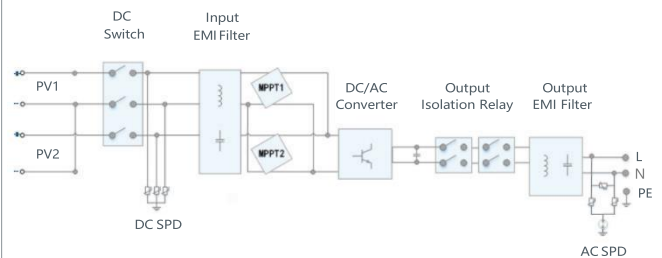 DC
Switch
Input
EMI Filter
DC/AC
Converter
Output
Isolation Relay
Output
EMI Filter
PV1
PV2
MPPT1
MPPT2
L
N
PE
DC SPD
AC SPD